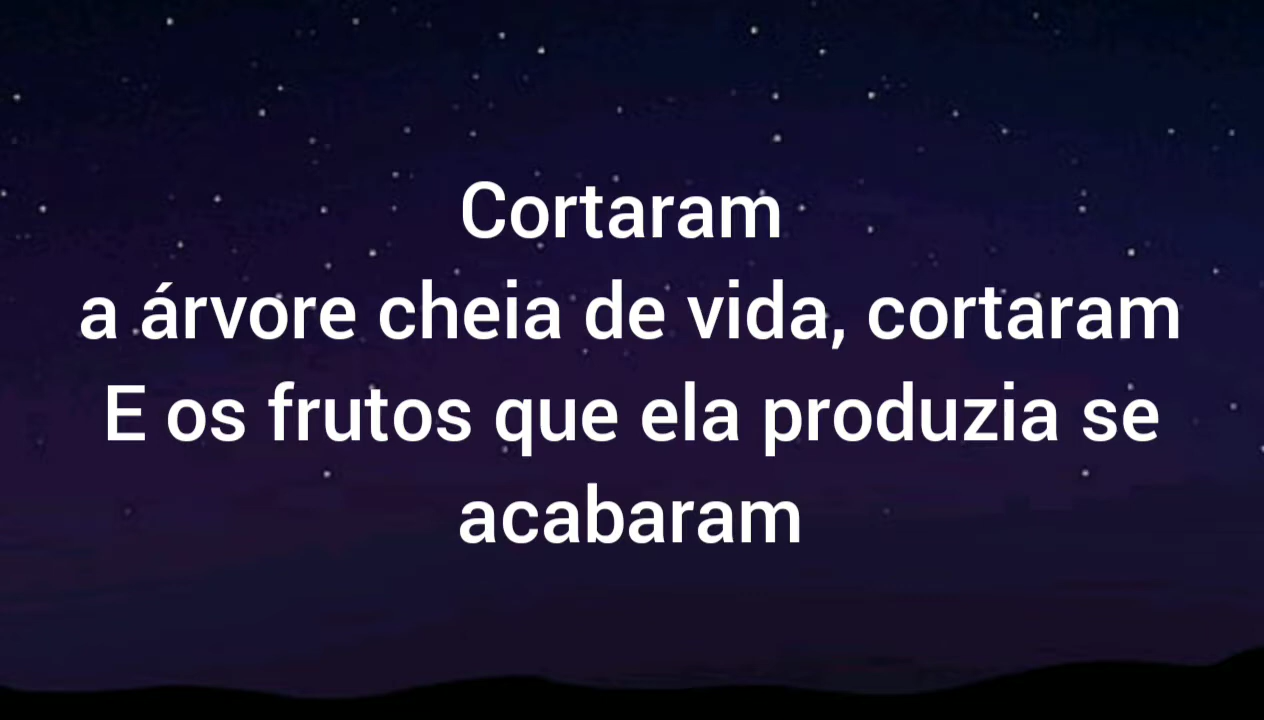 Cortaram
a árvore cheia de vida, cortaram
E os frutos que ela produzia se
acabaram